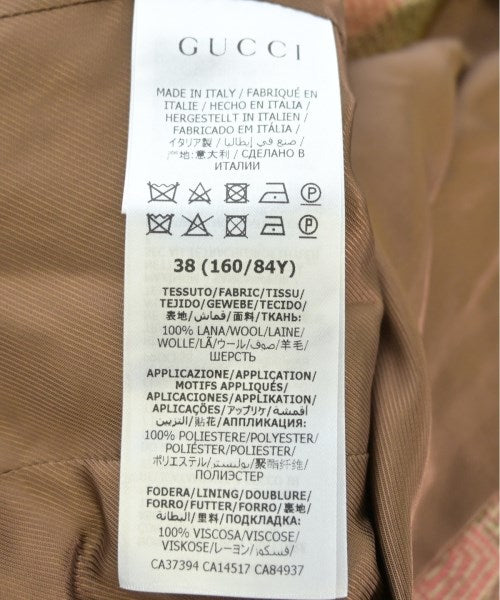 GUCCI
MADE IN ITALY / FABRIQUÉ EN
ITALIE / HECHO EN ITALIA /
HERGESTELLT IN ITALIEN /
FABRICADO EM ITÁLIA /
イタリア製 / صنع في إيطاليا /
产地:意大利 / СДЕЛАНО В
ИТАЛИИ
38 (160/84Y)
TESSUTO/FABRIC/TISSU/
TEJIDO/GEWEBE/TECIDO/
表地/قماش/面料/ТКАНЬ:
100% LANA/WOOL/LAINE/
WOLLE/LÃ/ウール/صوف/羊毛/
ШЕРСТЬ
APPLICAZIONE/APPLICATION/
MOTIFS APPLIQUÉS/
APLICACIONES/APPLIKATION/
APLICAÇÕES/アップリケ/أقمشة
التزيين/貼花/АППЛИКАЦИЯ:
100% POLIESTERE/POLYESTER/
POLIÉSTER/POLYESTER/
ポリエステル/بوليستر/聚酯纤维/
ПОЛИЭСТЕР
FODERA/LINING/DOUBLURE/
FORRO/FUTTER/FORRO/裏地/
البطانة/里料/ПОДКЛАДКА:
100% VISCOSA/VISCOSE/
VISKOSE/レーヨン/فسكوز/
CA37394 CA14517 CA84937